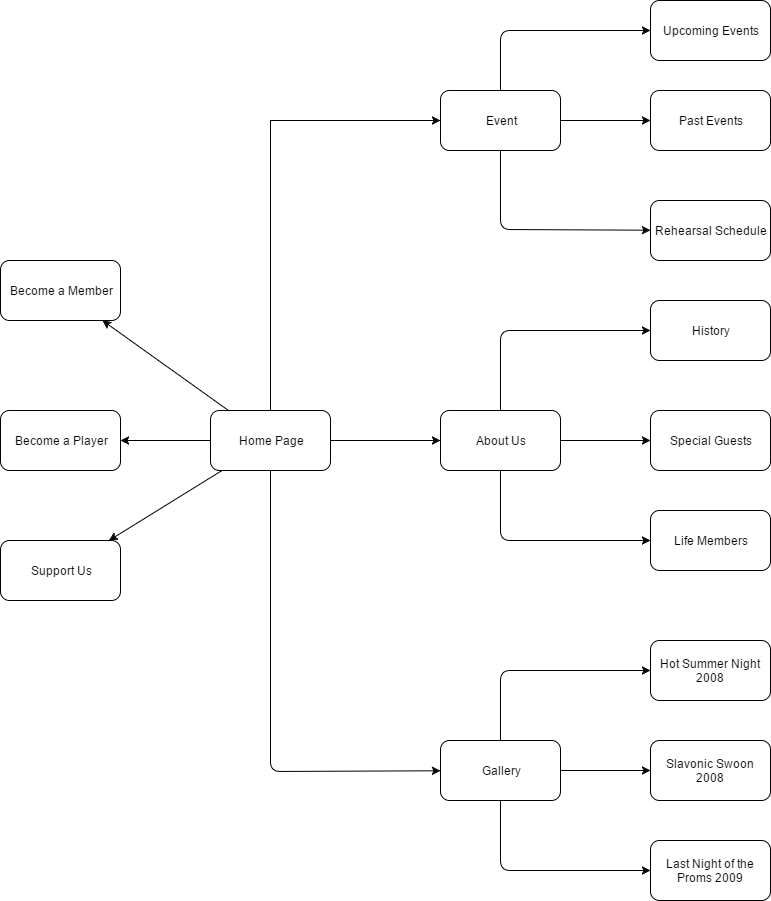 Upcoming Events
Event
Past Events
Rehearsal Schedule
Become a Member
History
Become a Player
Home Page
About Us
Special Guests
Life Members
Support Us
Hot Summer Night
2008
Gallery
Slavonic Swoon
2008
Last Night of the
Proms 2009